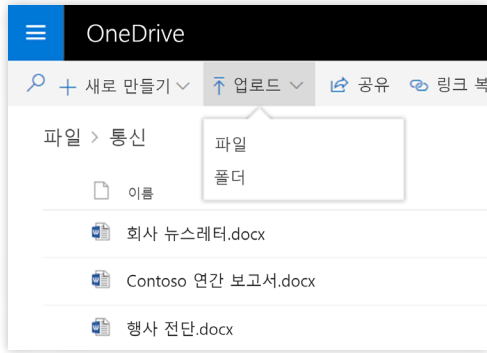 OneDrive
새로 만들기 업로드 공유 링크
파일 > 통신
파일
폴더
이름
회사 뉴스레터.docx
Contoso 연간 보고서.docx
행사 전단.docx